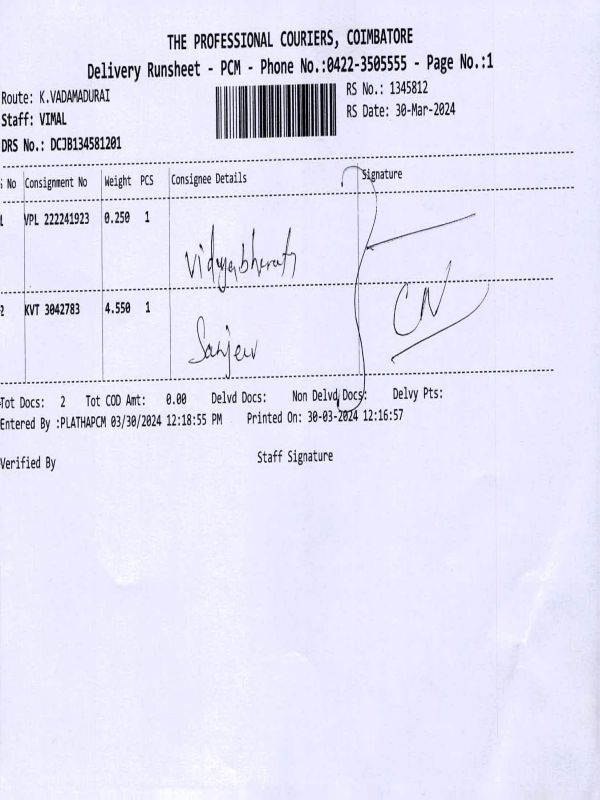 THE PROFESSIONAL COURIERS, COIMBATORE
Delivery Runsheet - PCM - Phone No.:0422-3505555 - Page No.:1
Route: K.VADAMADURAI
RS No.: 1345812
Staff: VIMAL
RS Date: 30-Mar-2024
DRS No.: DCJB134581201
No Consignment No Weight PCS Consignee Details Signature
1 VPL 222241923 0.250 1
Vidyabharathi
2 KVT 3042783 4.550 1
CN
Sanjeev
Tot Docs: 2 Tot COD Amt: 0.00 Delvd Docs: Non Delvd Docs: Delvy Pts:
Entered By :PLATHAPCM 03/30/2024 12:18:55 PM Printed On: 30-03-2024 12:16:57
Verified By Staff Signature